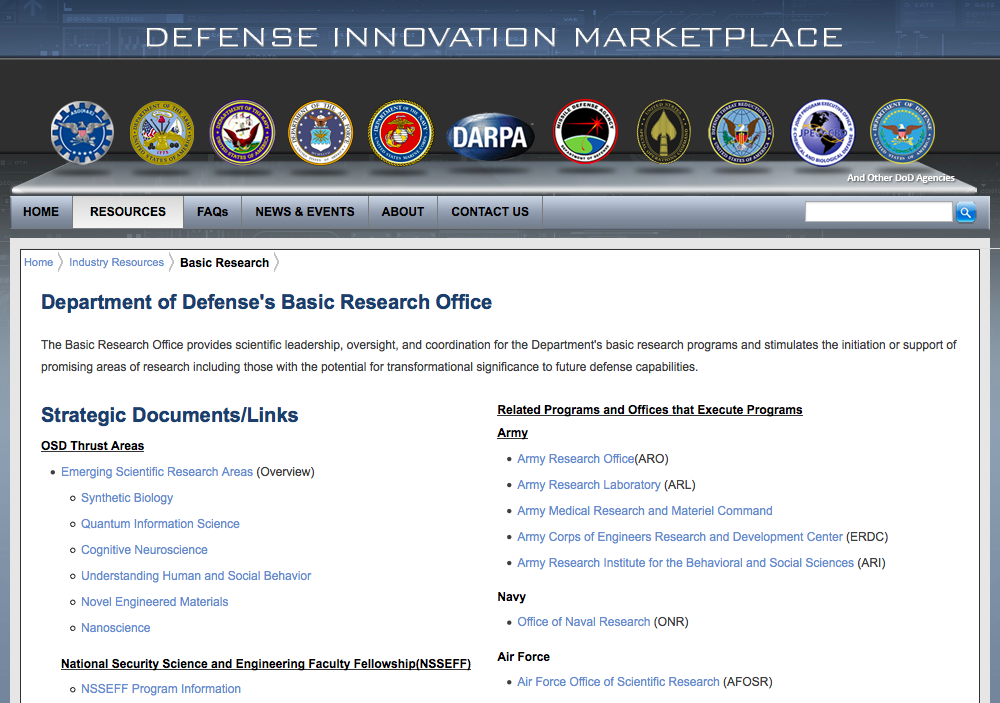 DEFENSE INNOVATION MARKETPLACE
DARPA
And Other DoD Agencies
HOME RESOURCES FAQs NEWS & EVENTS ABOUT CONTACT US
Home Industry Resources Basic Research
Department of Defense's Basic Research Office
The Basic Research Office provides scientific leadership, oversight, and coordination for the Department's basic research programs and stimulates the initiation or support of
promising areas of research including those with the potential for transformational significance to future defense capabilities.
Strategic Documents/Links
OSD Thrust Areas
Emerging Scientific Research Areas (Overview)
Synthetic Biology
Quantum Information Science
Cognitive Neuroscience
Understanding Human and Social Behavior
Novel Engineered Materials
Nanoscience
National Security Science and Engineering Faculty Fellowship(NSSEFF)
NSSEFF Program Information
Related Programs and Offices that Execute Programs
Army
Army Research Office(ARO)
Army Research Laboratory (ARL)
Army Medical Research and Materiel Command
Army Corps of Engineers Research and Development Center (ERDC)
Army Research Institute for the Behavioral and Social Sciences (ARI)
Navy
Office of Naval Research (ONR)
Air Force
Air Force Office of Scientific Research (AFOSR)